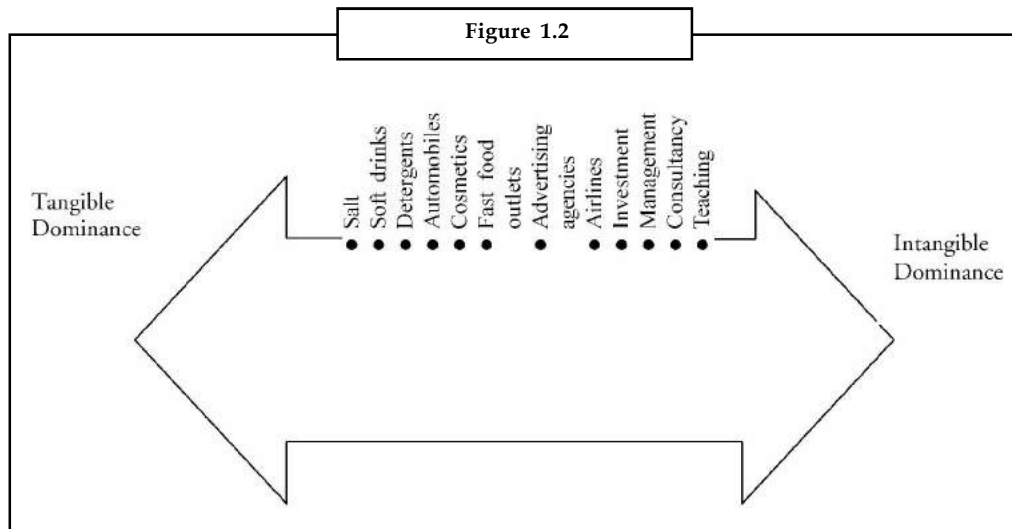 Figure 1.2
Tangible
Dominance
Salt
Soft drinks
Detergents
Automobiles
Cosmetics
Fast food
outlets
Advertising
agencies
Airlines
Investment
Management
Consultancy
Teaching
Intangible
Dominance